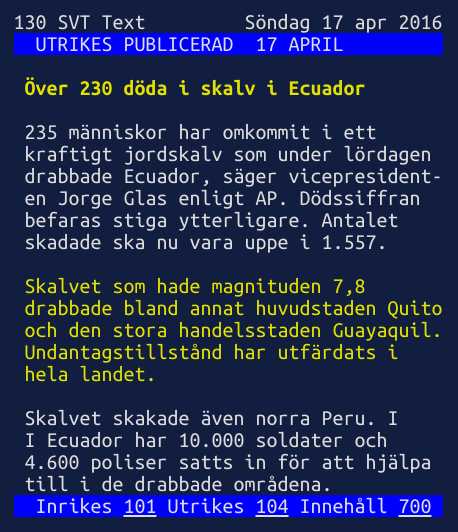 130 SVT Text Söndag 17 apr 2016
UTRIKES PUBLICERAD 17 APRIL
Över 230 döda i skalv i Ecuador
235 människor har omkommit i ett
kraftigt jordskalv som under lördagen
drabbade Ecuador, säger vicepresident-
en Jorge Glas enligt AP. Dödssiffran
befaras stiga ytterligare. Antalet
skadade ska nu vara uppe i 1.557.
Skalvet som hade magnituden 7,8
drabbade bland annat huvudstaden Quito
och den stora handelsstaden Guayaquil.
Undantagstillstånd har utfärdats i
hela landet.
Skalvet skakade även norra Peru. I
I Ecuador har 10.000 soldater och
4.600 poliser satts in för att hjälpa
till i de drabbade områdena.
Inrikes 101 Utrikes 104 Innehåll 700